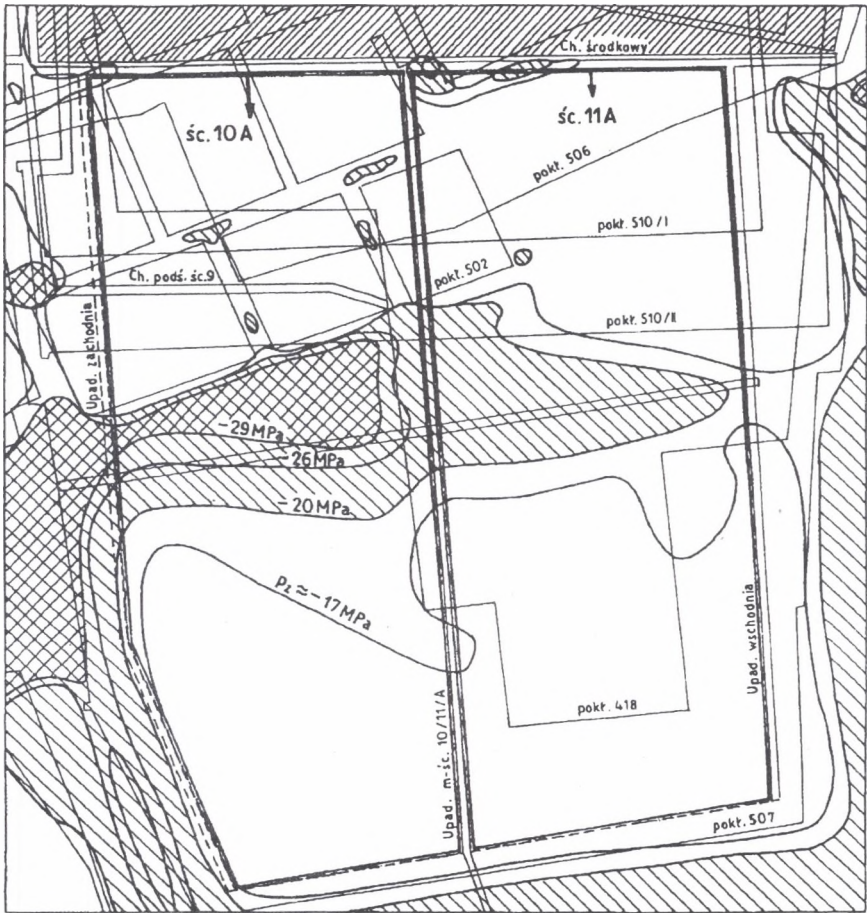 Ch. środkowy
śc. 10A
śc. 11A
pokł. 506
pokł. 510/I
pokł. 502
Ch. podś. śc.9
pokł. 510/II
Upad. zachodnia
-29 MPa
-26 MPa
-20 MPa
pz ≈ -17 MPa
Upad. wschodnia
Upad. m-śc. 10/11/A
pokł. 418
pokł. 507